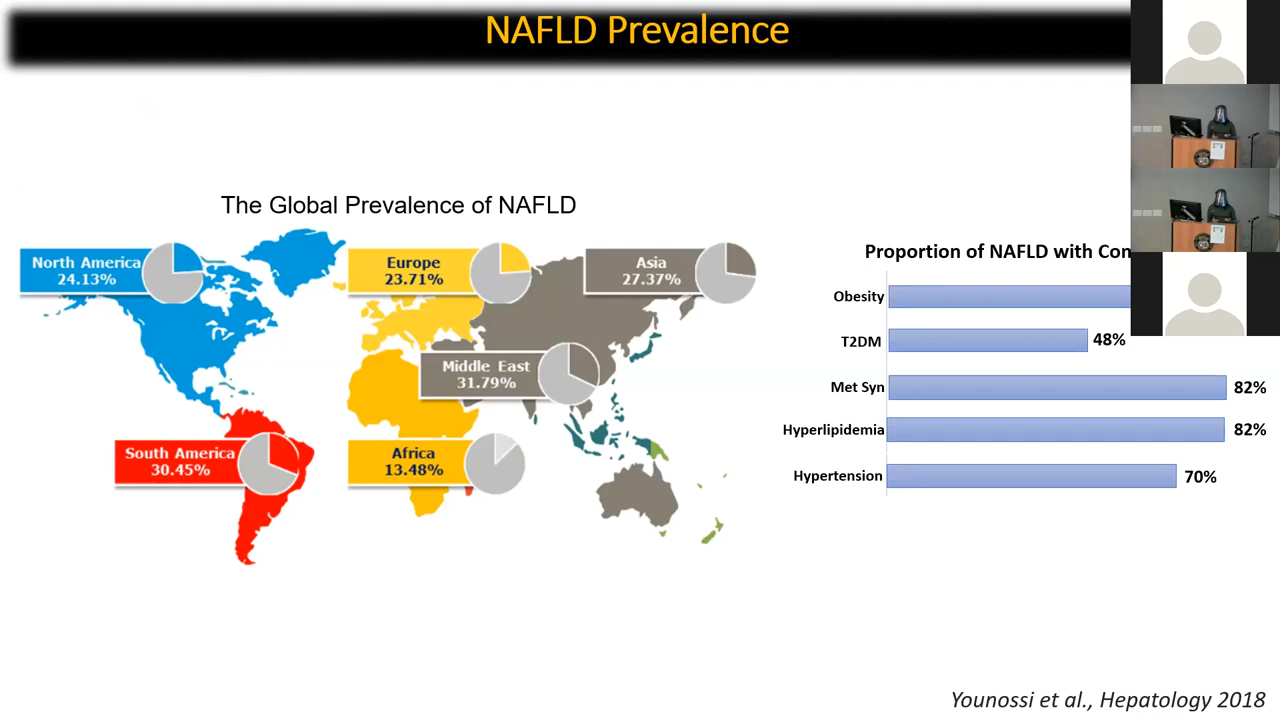 NAFLD Prevalence
The Global Prevalence of NAFLD
North America
24.13%
Europe
23.71%
Asia
27.37%
Middle East
31.79%
South America
30.45%
Africa
13.48%
Proportion of NAFLD with
Obesity
T2DM
48%
Met Syn
82%
Hyperlipidemia
82%
Hypertension
70%
Younossi et al., Hepatology 2018